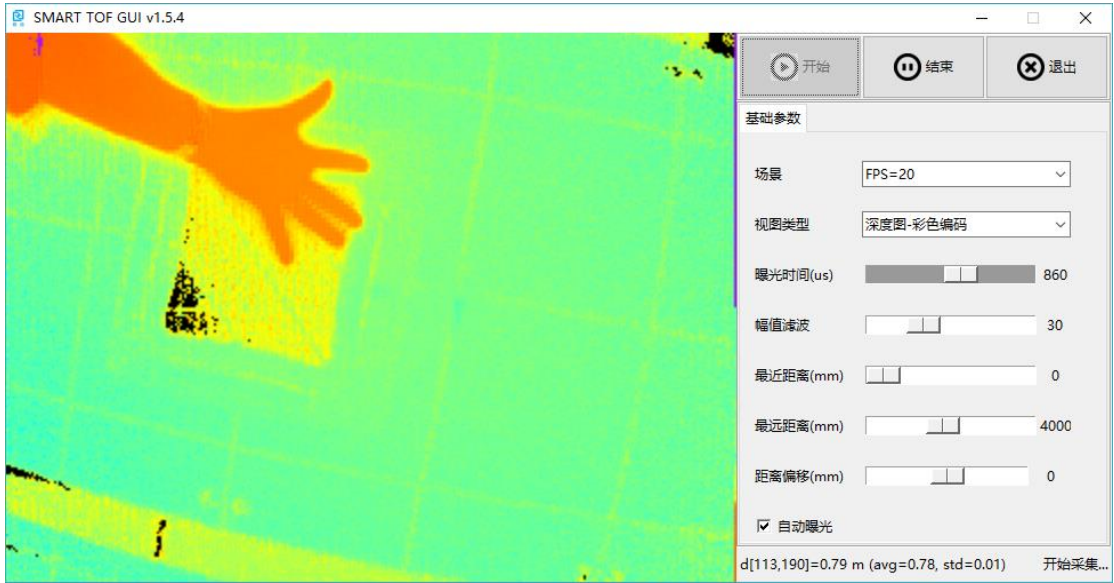 SMART TOF GUI v1.5.4
开始
结束
退出
基础参数
场景
FPS=20
视图类型
深度图-彩色编码
曝光时间(us)
860
幅值滤波
30
最近距离(mm)
0
最远距离(mm)
4000
距离偏移(mm)
0
自动曝光
d[113,190]=0.79 m (avg=0.78, std=0.01)
开始采集...